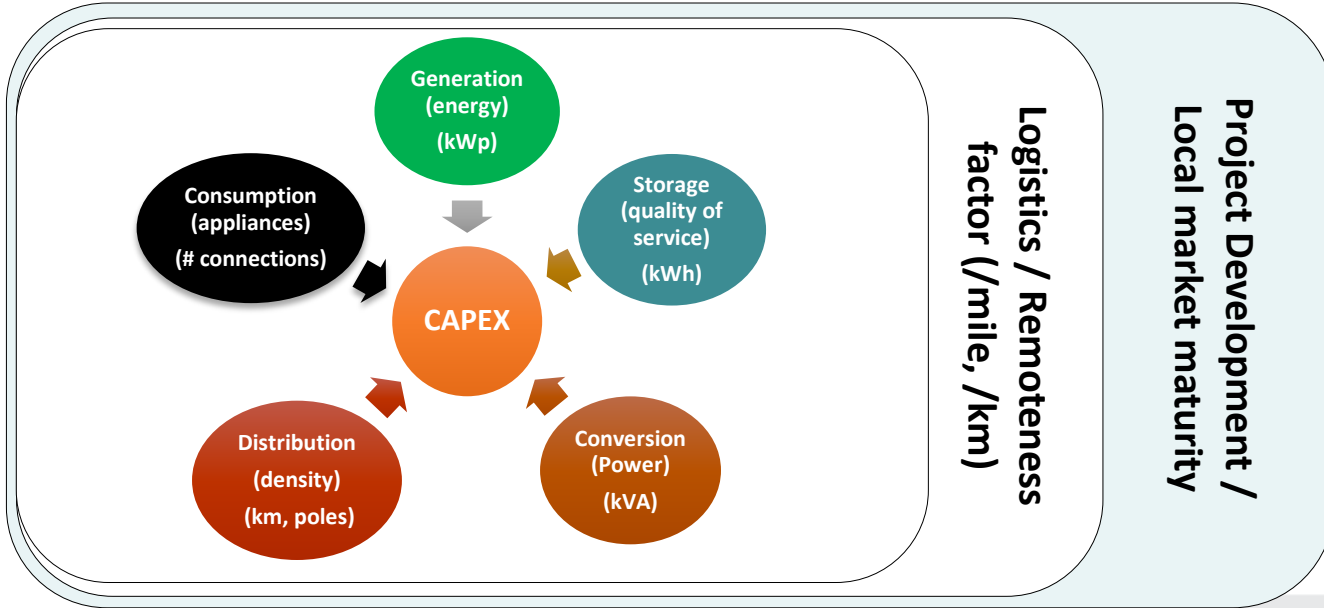 Generation
(energy)
(kWp)
Consumption
(appliances)
(# connections)
Storage
(quality of
service)
(kWh)
CAPEX
Distribution
(density)
(km, poles)
Conversion
(Power)
(kVA)
Logistics / Remoteness
factor (/mile, /km)
Project Development /
Local market maturity